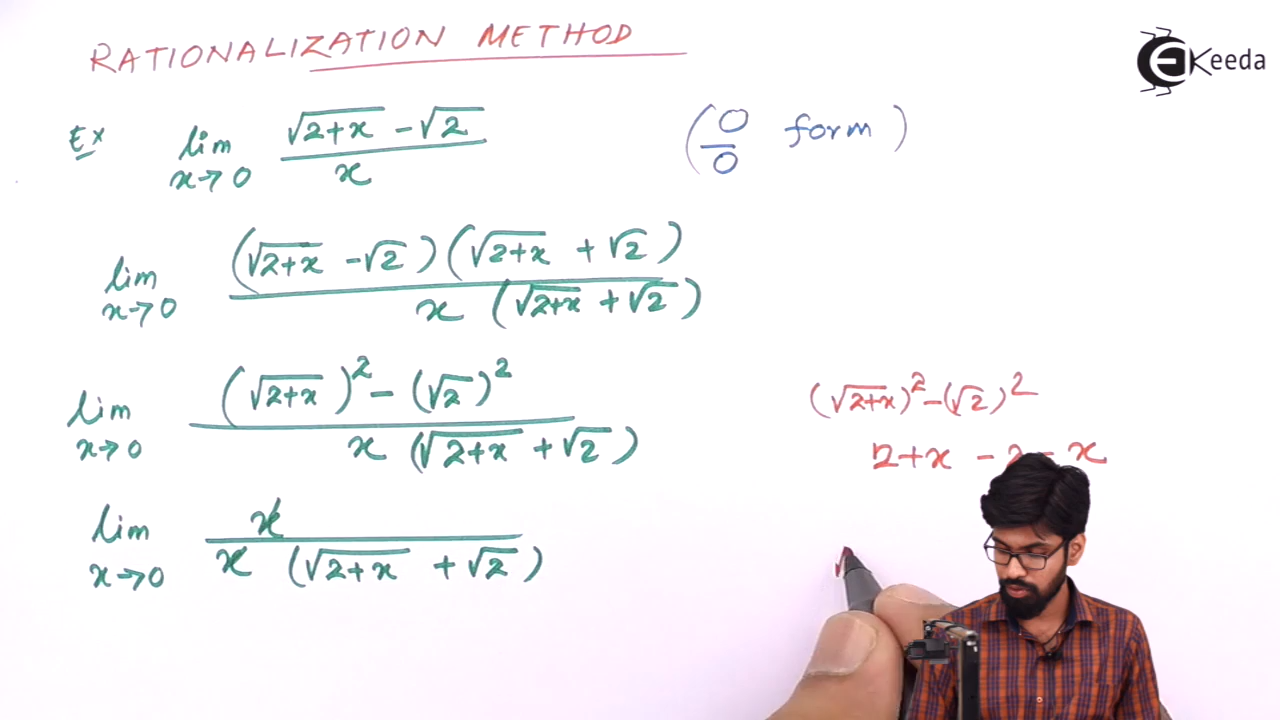 RATIONALIZATION METHOD
EKeeda
Ex lim x→0 (√(2+x) - √2) / x (0/0 form)
lim x→0 (√(2+x) - √2)(√(2+x) + √2) / x (√(2+x) + √2)
lim x→0 (√(2+x))² - (√2)² / x (√(2+x) + √2)
(√(2+x))² - (√2)²
2+x - 2 = x
lim x→0 x / x (√(2+x) + √2)